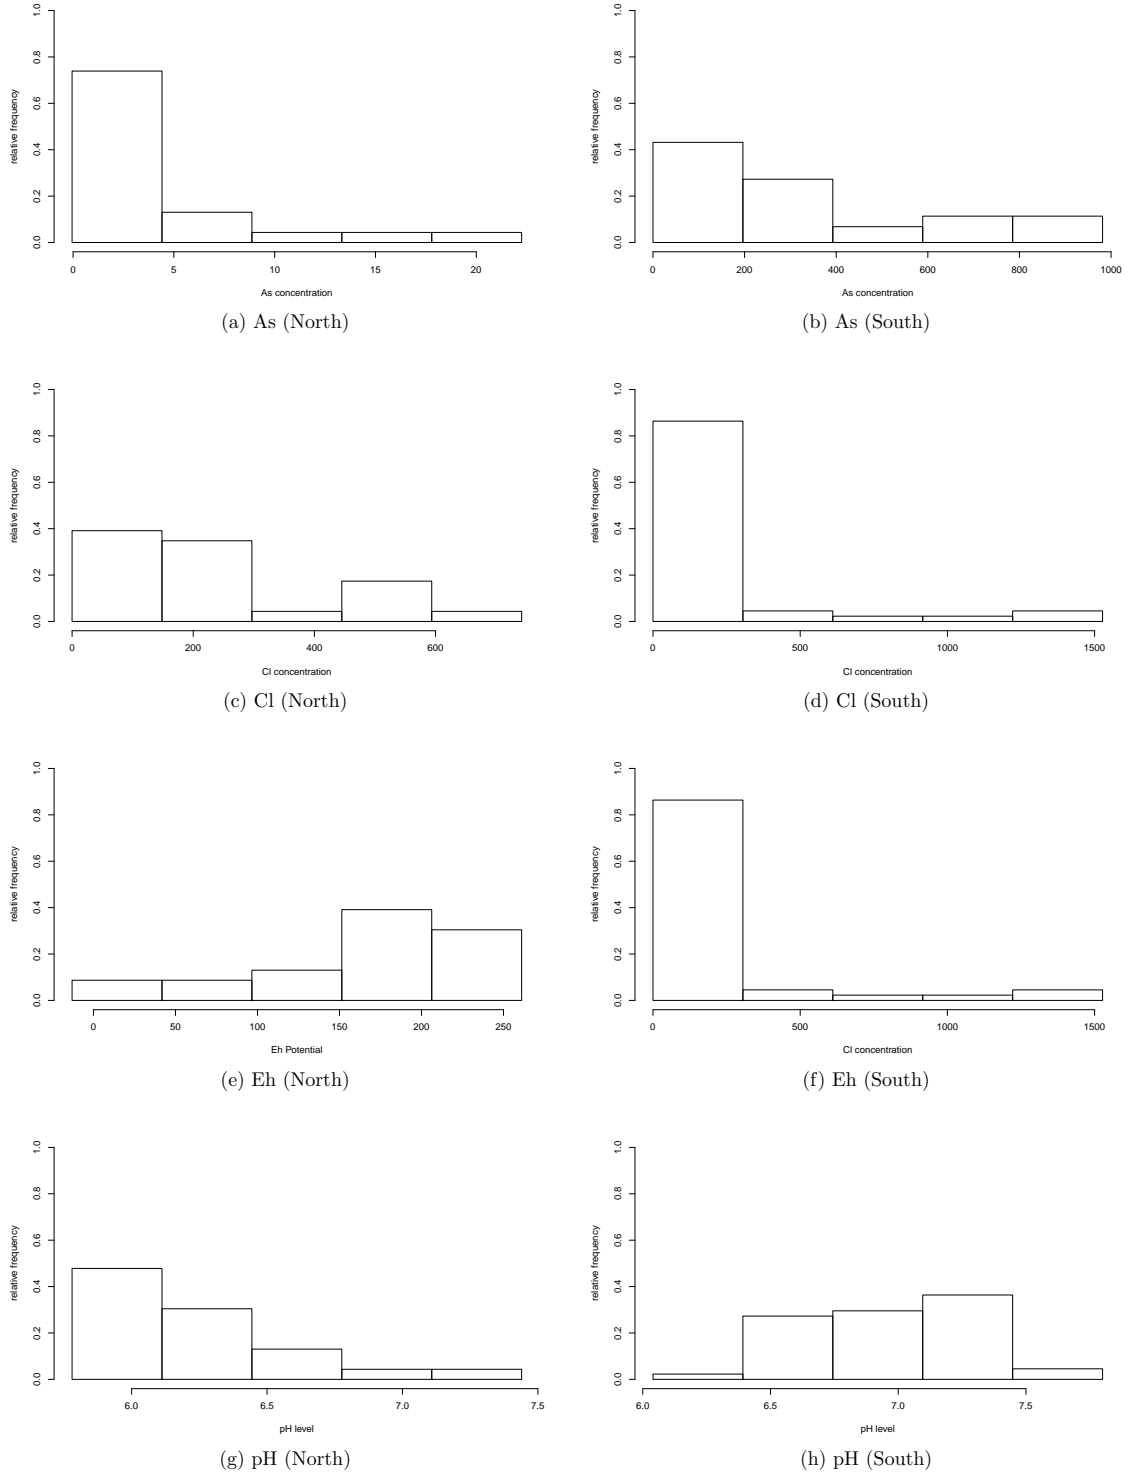 relative frequency
1.0
0.8
0.6
0.4
0.2
0.0
0 5 10 15 20
As concentration
(a) As (North)
relative frequency
1.0
0.8
0.6
0.4
0.2
0.0
0 200 400 600 800 1000
As concentration
(b) As (South)
relative frequency
1.0
0.8
0.6
0.4
0.2
0.0
0 200 400 600
Cl concentration
(c) Cl (North)
relative frequency
1.0
0.8
0.6
0.4
0.2
0.0
0 500 1000 1500
Cl concentration
(d) Cl (South)
relative frequency
1.0
0.8
0.6
0.4
0.2
0.0
0 50 100 150 200 250
Eh Potential
(e) Eh (North)
relative frequency
1.0
0.8
0.6
0.4
0.2
0.0
0 500 1000 1500
Cl concentration
(f) Eh (South)
relative frequency
1.0
0.8
0.6
0.4
0.2
0.0
6.0 6.5 7.0 7.5
pH level
(g) pH (North)
relative frequency
1.0
0.8
0.6
0.4
0.2
0.0
6.0 6.5 7.0 7.5
pH level
(h) pH (South)